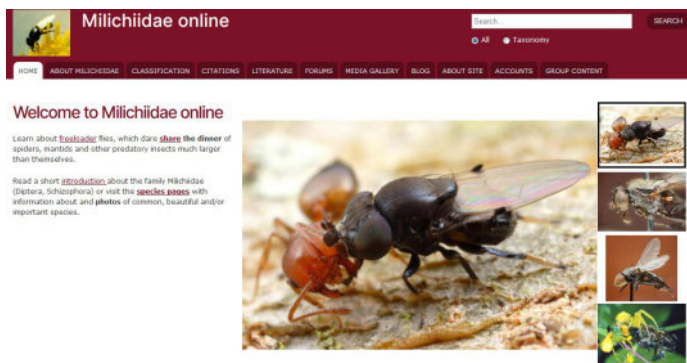 Milichiidae online
Search...
SEARCH
All
Taxonomy
HOME ABOUT MILICHIIDAE CLASSIFICATION CITATIONS LITERATURE FORUMS MEDIA GALLERY BLOG ABOUT SITE ACCOUNTS GROUP CONTENT
Welcome to Milichiidae online
Learn about freeloader flies, which dare share the dinner of
spiders, mantids and other predatory insects much larger
than themselves.
Read a short introduction about the family Milichiidae
(Diptera, Schizophora) or visit the species pages with
information about and photos of common, beautiful and/or
important species.